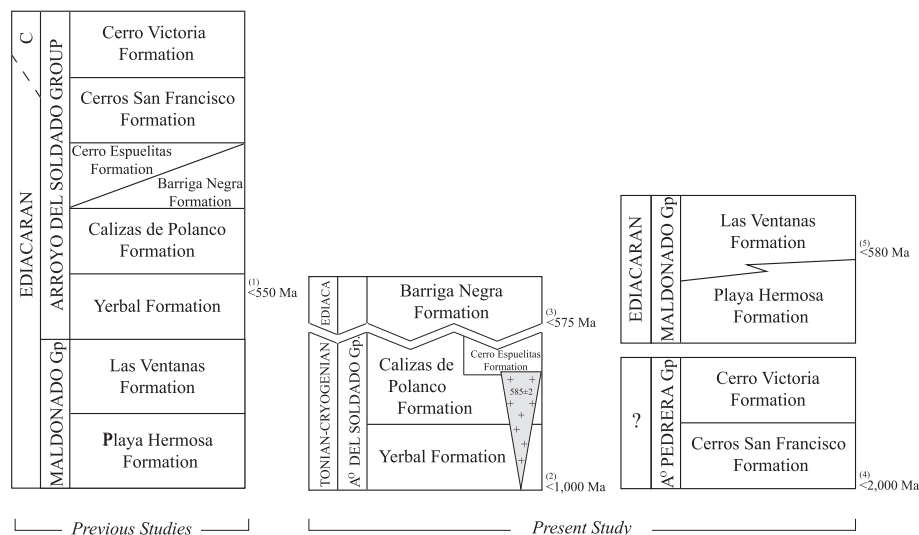 EDIACARAN
C
ARROYO DEL SOLDADO GROUP
MALDONADO Gp
Cerro Victoria
Formation
Cerros San Francisco
Formation
Cerro Espuelitas
Formation
Barriga Negra
Formation
Calizas de Polanco
Formation
Yerbal Formation
Las Ventanas
Formation
Playa Hermosa
Formation
(1)
<550 Ma
Previous Studies
EDIACA
TONIAN-CRYOGENIAN
Aº DEL SOLDADO Gp.
Barriga Negra
Formation
(3)
<575 Ma
Calizas de
Polanco
Formation
Cerro Espuelitas
Formation
585±2
Yerbal Formation
(2)
<1,000 Ma
EDIACARAN
MALDONADO Gp
Las Ventanas
Formation
(5)
<580 Ma
Playa Hermosa
Formation
?
Aº PEDRERA Gp
Cerro Victoria
Formation
Cerros San Francisco
Formation
(4)
<2,000 Ma
Present Study